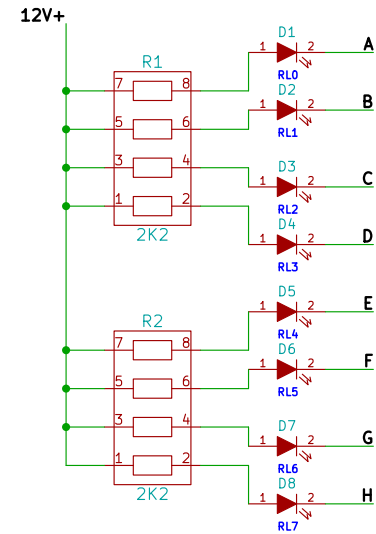 12V+
D1
A
1 2
R1
RL0
D2
7 8
B
1 2
5 6
RL1
D3
3 4
C
1 2
1 2
RL2
D4
2K2
D
1 2
RL3
D5
E
1 2
R2
RL4
D6
7 8
F
1 2
5 6
RL5
D7
3 4
G
1 2
1 2
RL6
D8
2K2
H
1 2
RL7